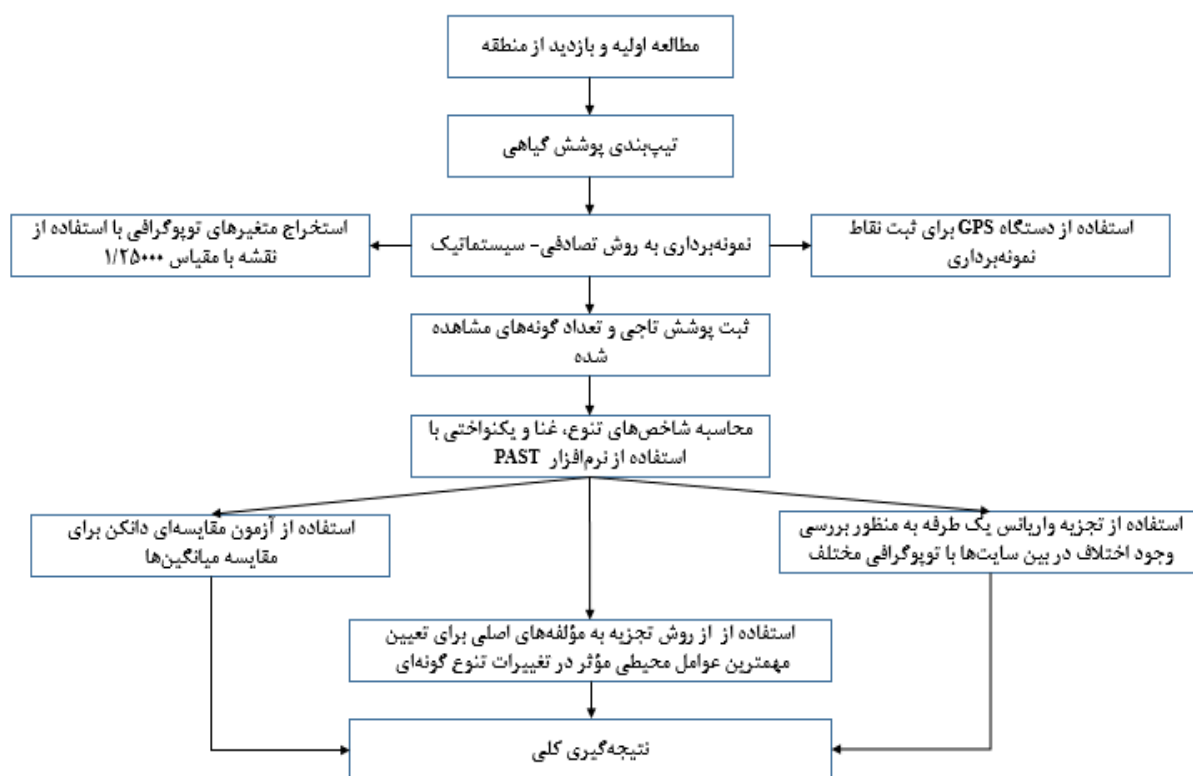 مطالعه اولیه و بازدید از منطقه
تیپ‌بندی پوشش گیاهی
استفاده از دستگاه GPS برای ثبت نقاط
نمونه‌برداری
نمونه‌برداری به روش تصادفی- سیستماتیک
استخراج متغیرهای توپوگرافی با استفاده از
نقشه با مقیاس ۱/۲۵۰۰۰
ثبت پوشش تاجی و تعداد گونه‌های مشاهده
شده
محاسبه شاخص‌های تنوع، غنا و یکنواختی با
استفاده از نرم‌افزار PAST
استفاده از تجزیه واریانس یک طرفه به منظور بررسی
وجود اختلاف در بین سایت‌ها با توپوگرافی مختلف
استفاده از آزمون مقایسه‌ای دانکن برای
مقایسه میانگین‌ها
استفاده از از روش تجزیه به مؤلفه‌های اصلی برای تعیین
مهمترین عوامل محیطی مؤثر در تغییرات تنوع گونه‌ای
نتیجه‌گیری کلی